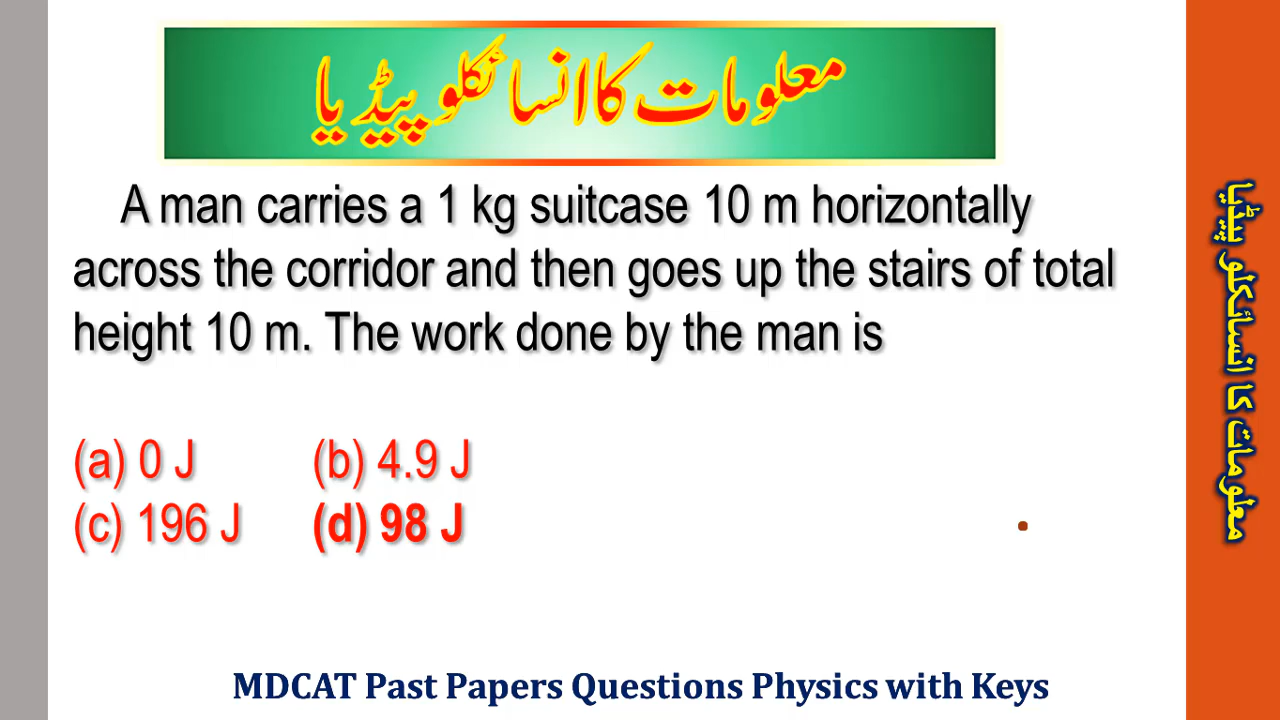 معلومات کا انسائکلو پیڈیا
A man carries a 1 kg suitcase 10 m horizontally
across the corridor and then goes up the stairs of total
height 10 m. The work done by the man is
(a) 0 J (b) 4.9 J
(c) 196 J (d) 98 J
MDCAT Past Papers Questions Physics with Keys
معلومات کا انسائکلو پیڈیا